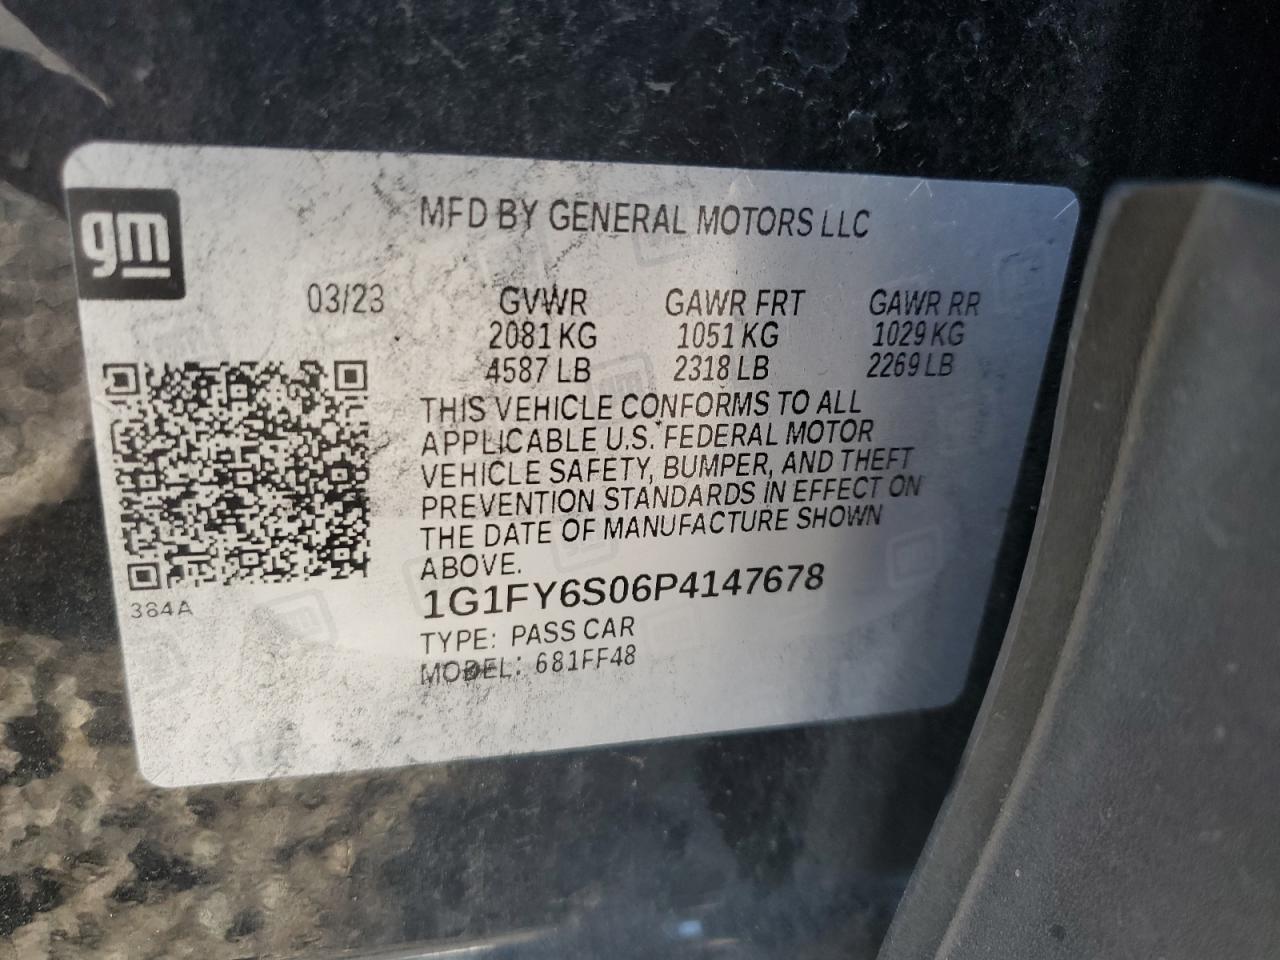 gm
MFD BY GENERAL MOTORS LLC
03/23 GVWR GAWR FRT GAWR RR
2081 KG 1051 KG 1029 KG
4587 LB 2318 LB 2269 LB
THIS VEHICLE CONFORMS TO ALL
APPLICABLE U.S. FEDERAL MOTOR
VEHICLE SAFETY, BUMPER, AND THEFT
PREVENTION STANDARDS IN EFFECT ON
THE DATE OF MANUFACTURE SHOWN
ABOVE.
1G1FY6S06P4147678
384A
TYPE: PASS CAR
MODEL: 681FF48